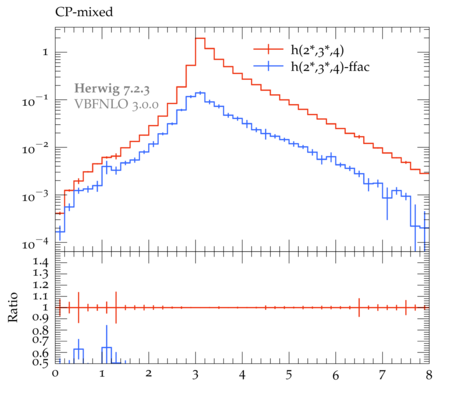 CP-mixed
1
h(2*,3*,4)
h(2*,3*,4)-ffac
Herwig 7.2.3
VBFNLO 3.0.0
10−1
10−2
10−3
10−4
Ratio
1.4
1.3
1.2
1.1
1
0.9
0.8
0.7
0.6
0.5
0 1 2 3 4 5 6 7 8